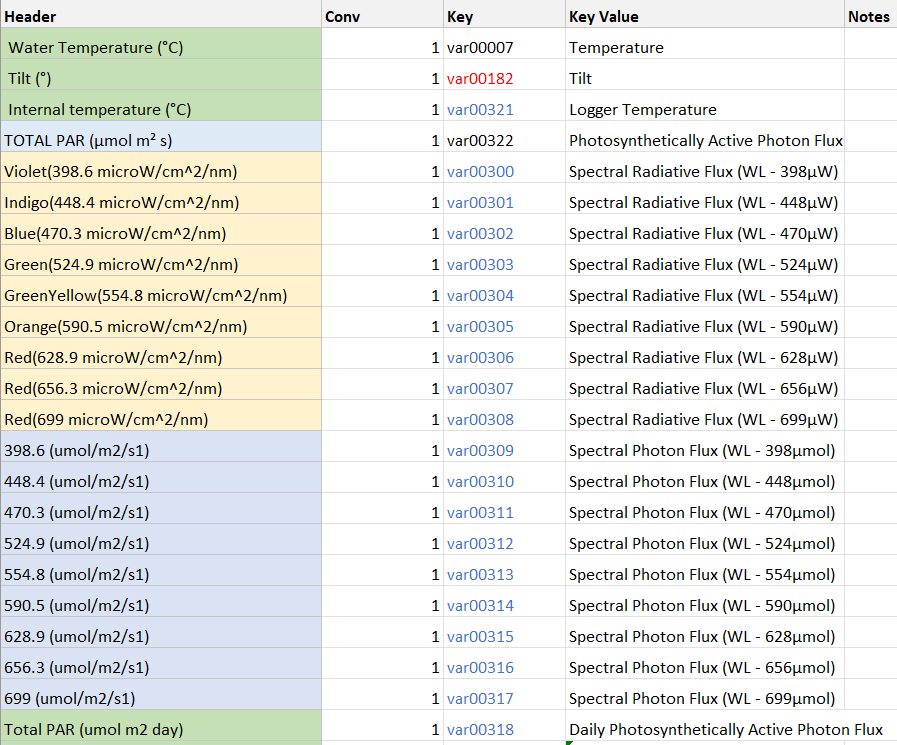 Header Conv Key Key Value Notes
Water Temperature (°C) 1 var00007 Temperature
Tilt (°) 1 var00182 Tilt
Internal temperature (°C) 1 var00321 Logger Temperature
TOTAL PAR (µmol m² s) 1 var00322 Photosynthetically Active Photon Flux
Violet(398.6 microW/cm^2/nm) 1 var00300 Spectral Radiative Flux (WL - 398µW)
Indigo(448.4 microW/cm^2/nm) 1 var00301 Spectral Radiative Flux (WL - 448µW)
Blue(470.3 microW/cm^2/nm) 1 var00302 Spectral Radiative Flux (WL - 470µW)
Green(524.9 microW/cm^2/nm) 1 var00303 Spectral Radiative Flux (WL - 524µW)
GreenYellow(554.8 microW/cm^2/nm) 1 var00304 Spectral Radiative Flux (WL - 554µW)
Orange(590.5 microW/cm^2/nm) 1 var00305 Spectral Radiative Flux (WL - 590µW)
Red(628.9 microW/cm^2/nm) 1 var00306 Spectral Radiative Flux (WL - 628µW)
Red(656.3 microW/cm^2/nm) 1 var00307 Spectral Radiative Flux (WL - 656µW)
Red(699 microW/cm^2/nm) 1 var00308 Spectral Radiative Flux (WL - 699µW)
398.6 (umol/m2/s1) 1 var00309 Spectral Photon Flux (WL - 398µmol)
448.4 (umol/m2/s1) 1 var00310 Spectral Photon Flux (WL - 448µmol)
470.3 (umol/m2/s1) 1 var00311 Spectral Photon Flux (WL - 470µmol)
524.9 (umol/m2/s1) 1 var00312 Spectral Photon Flux (WL - 524µmol)
554.8 (umol/m2/s1) 1 var00313 Spectral Photon Flux (WL - 554µmol)
590.5 (umol/m2/s1) 1 var00314 Spectral Photon Flux (WL - 590µmol)
628.9 (umol/m2/s1) 1 var00315 Spectral Photon Flux (WL - 628µmol)
656.3 (umol/m2/s1) 1 var00316 Spectral Photon Flux (WL - 656µmol)
699 (umol/m2/s1) 1 var00317 Spectral Photon Flux (WL - 699µmol)
Total PAR (umol m2 day) 1 var00318 Daily Photosynthetically Active Photon Flux